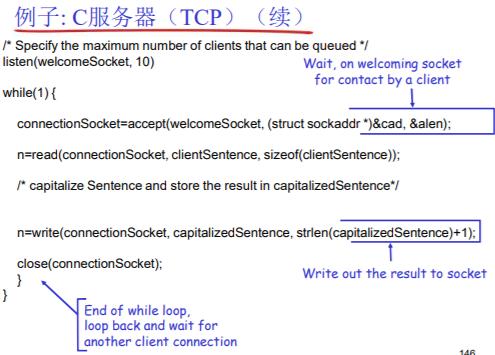 例子: C服务器（TCP）（续）
/* Specify the maximum number of clients that can be queued */
listen(welcomeSocket, 10)
Wait, on welcoming socket
for contact by a client
while(1) {
connectionSocket=accept(welcomeSocket, (struct sockaddr *)&cad, &alen);
n=read(connectionSocket, clientSentence, sizeof(clientSentence));
/* capitalize Sentence and store the result in capitalizedSentence*/
n=write(connectionSocket, capitalizedSentence, strlen(capitalizedSentence)+1);
close(connectionSocket);
}
}
Write out the result to socket
End of while loop,
loop back and wait for
another client connection
146